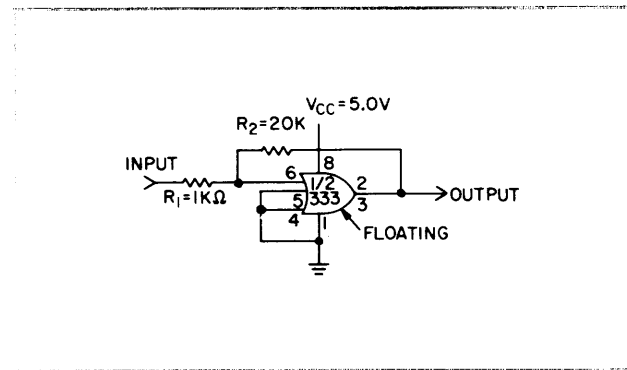 VCC=5.0V
R2=20K
INPUT
R1=1KΩ
6
8
1/2
333
5
4
1
2
3
OUTPUT
FLOATING